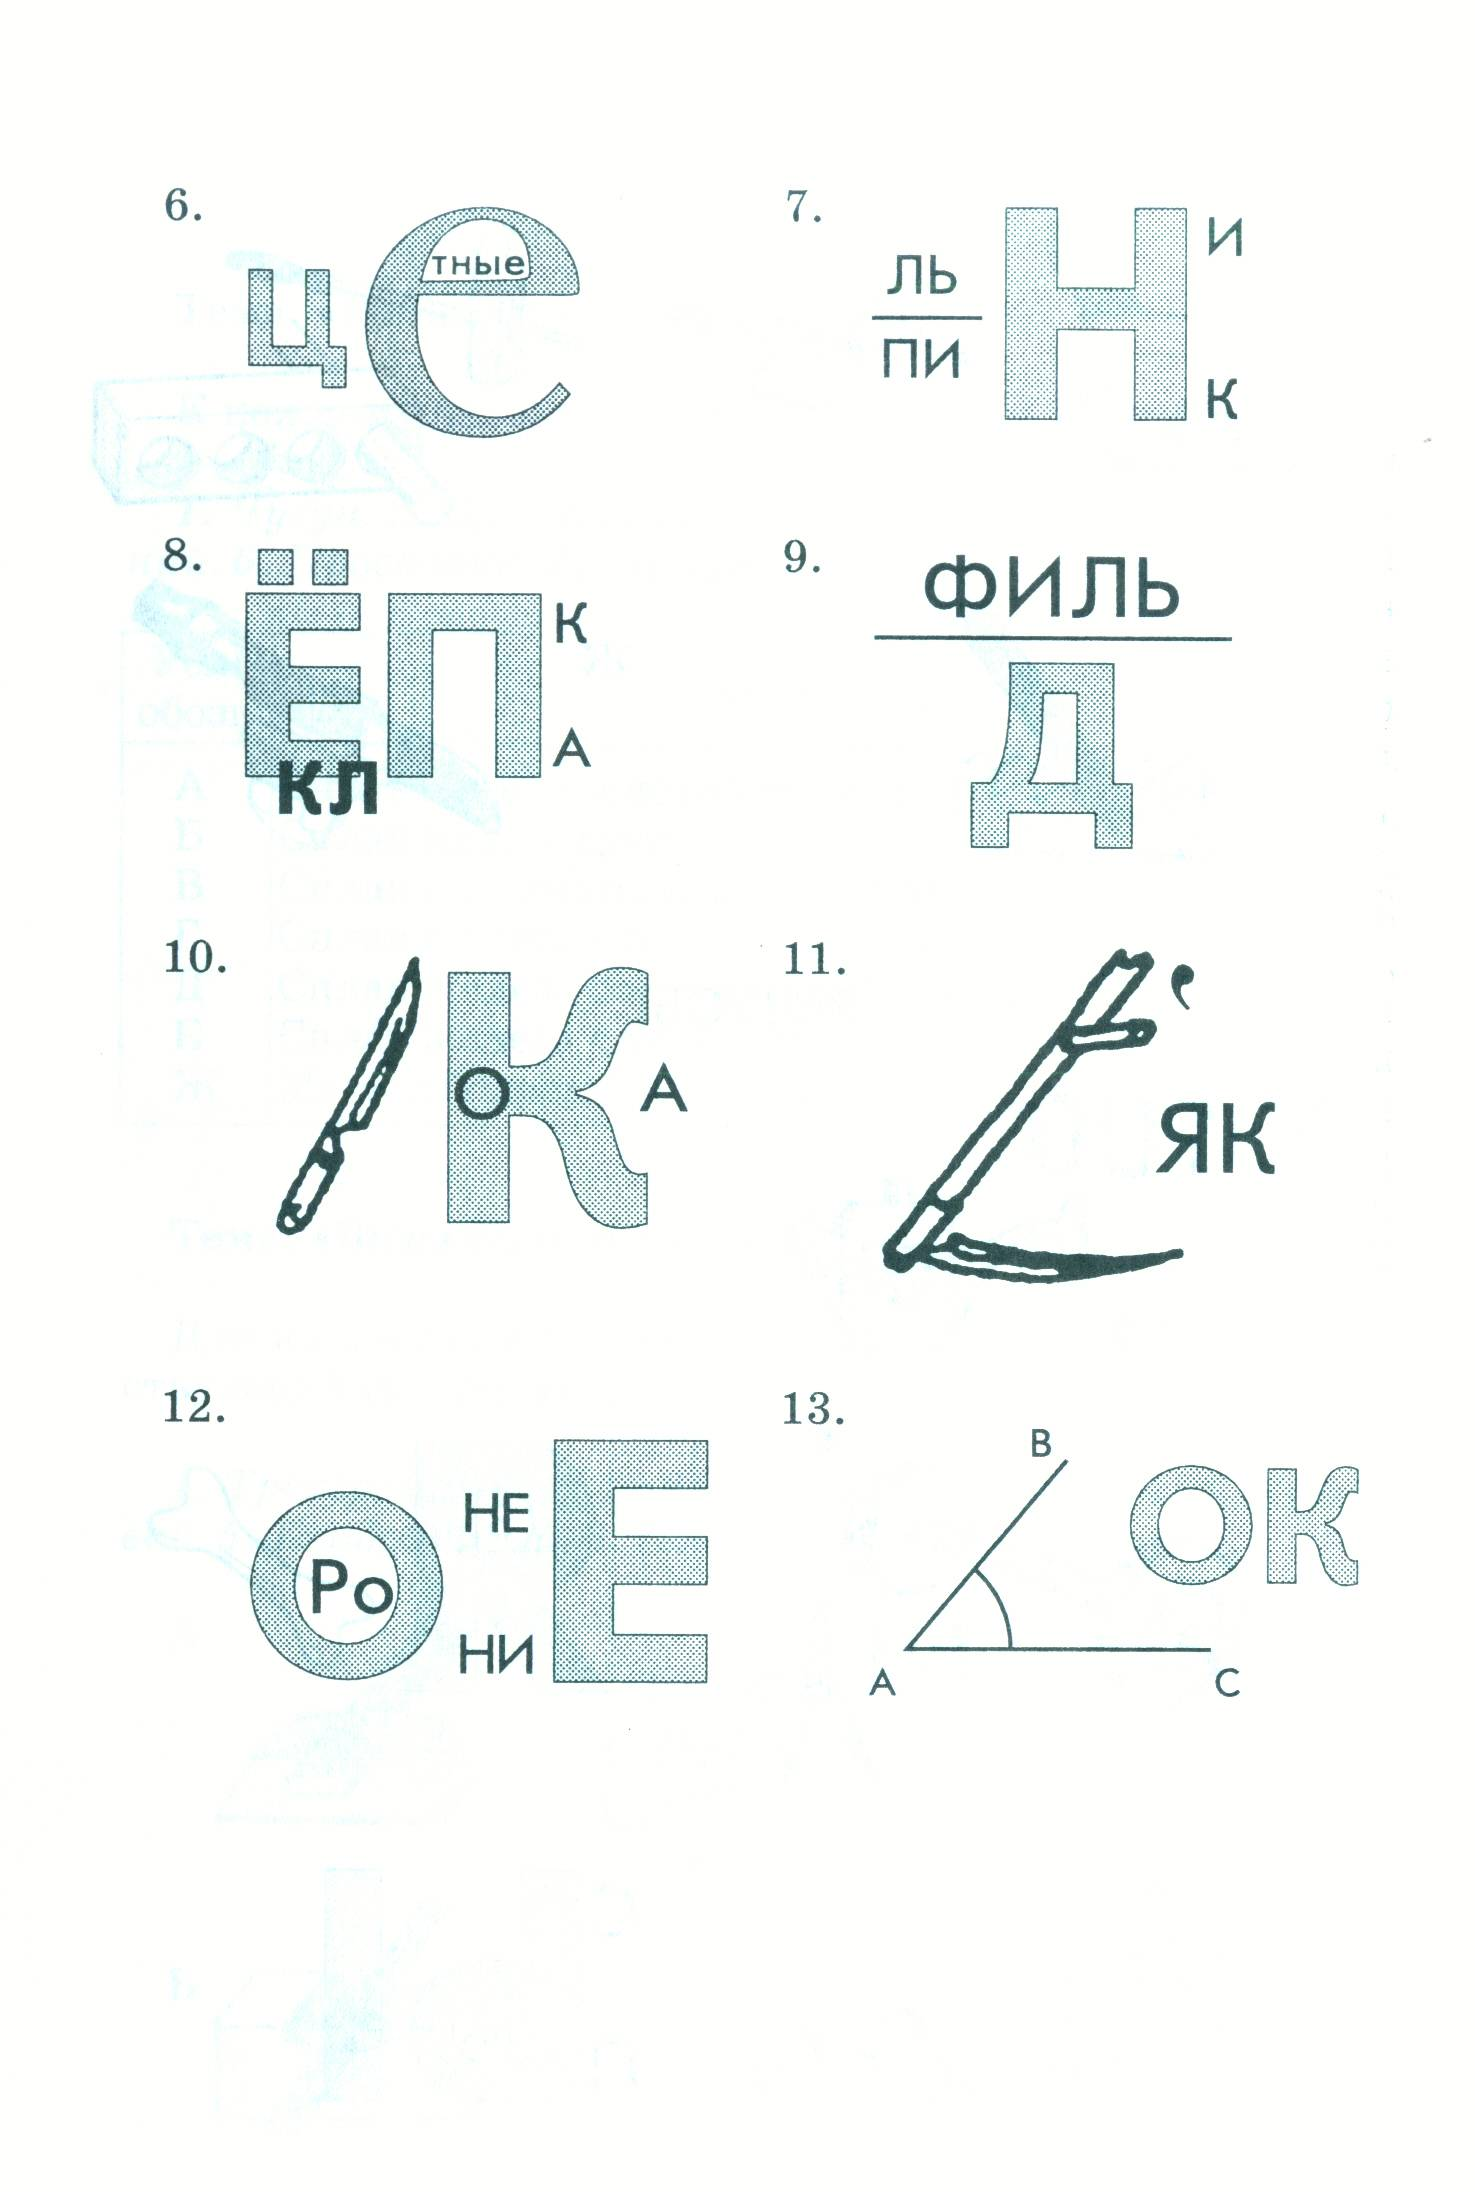 6.
ц е
тные
7.
ЛЬ
ПИ
Н
И
К
8.
Ё П
К
А
КЛ
9.
ФИЛЬ
Д
10.
К
О
А
11.
,
ЯК
12.
О
Ро
НЕ
НИ
Е
13.
В
ОК
А
С